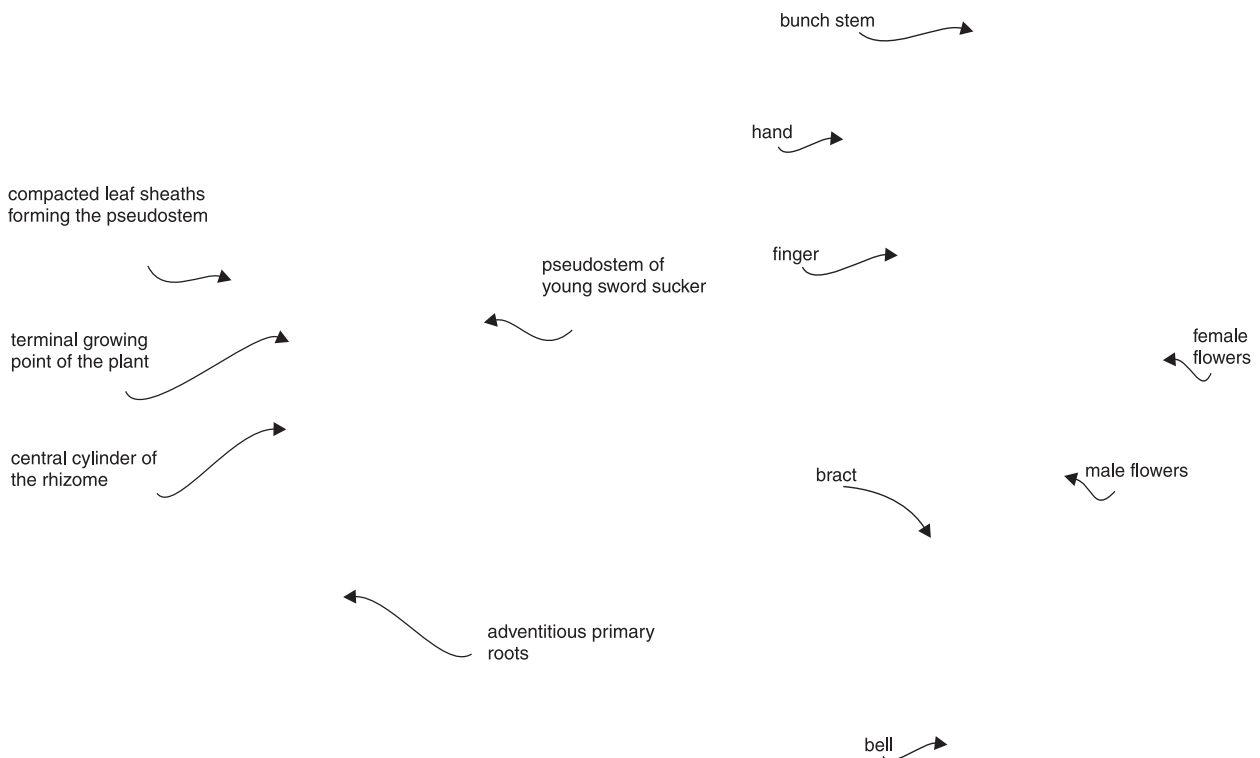 compacted leaf sheaths
forming the pseudostem
terminal growing
point of the plant
central cylinder of
the rhizome
pseudostem of
young sword sucker
adventitious primary
roots
bunch stem
hand
finger
female
flowers
male flowers
bract
bell